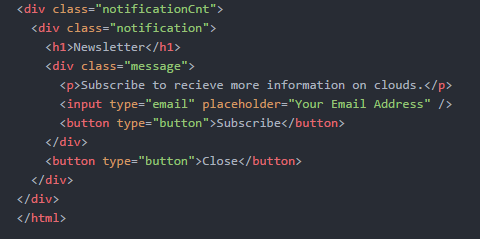 <div class="notificationCnt">
<div class="notification">
<h1>Newsletter</h1>
<div class="message">
<p>Subscribe to recieve more information on clouds.</p>
<input type="email" placeholder="Your Email Address" />
<button type="button">Subscribe</button>
</div>
<button type="button">Close</button>
</div>
</div>
</html>